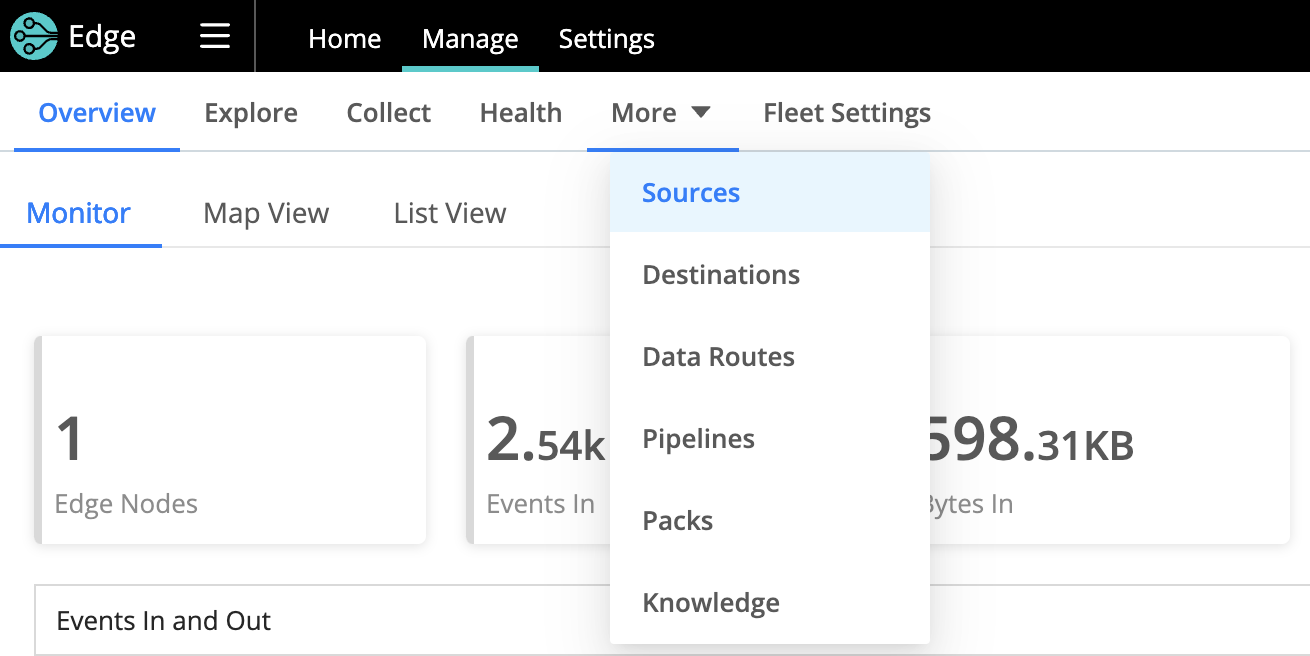 Edge
Home Manage Settings
Overview Explore Collect Health More Fleet Settings
Monitor Map View List View
Sources
Destinations
Data Routes
Pipelines
Packs
Knowledge
1
Edge Nodes
2.54k
Events In
598.31KB
Bytes In
Events In and Out